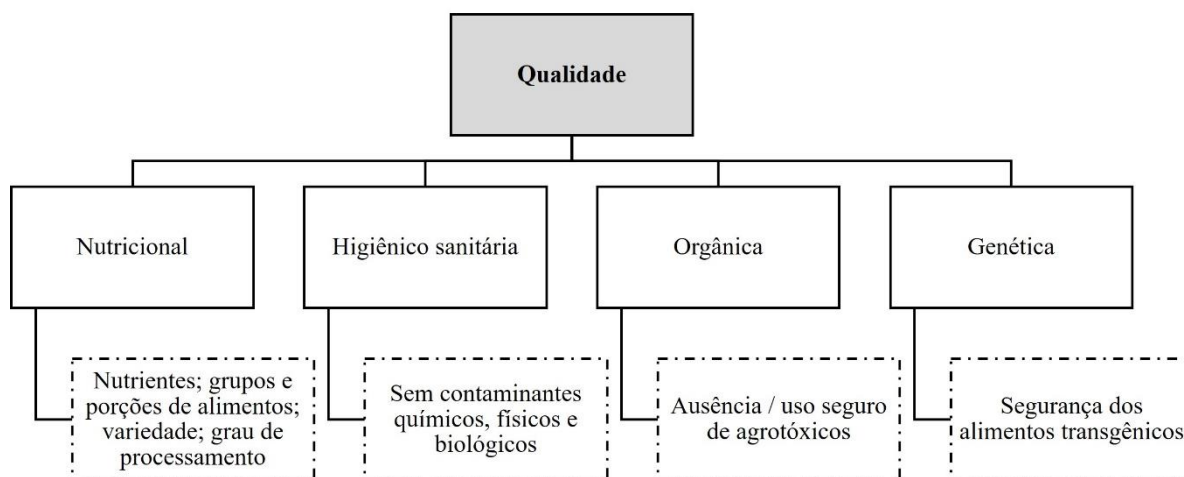 Qualidade
Nutricional
Higiênico sanitária
Orgânica
Genética
Nutrientes; grupos e
porções de alimentos;
variedade; grau de
processamento
Sem contaminantes
químicos, físicos e
biológicos
Ausência / uso seguro
de agrotóxicos
Segurança dos
alimentos transgênicos